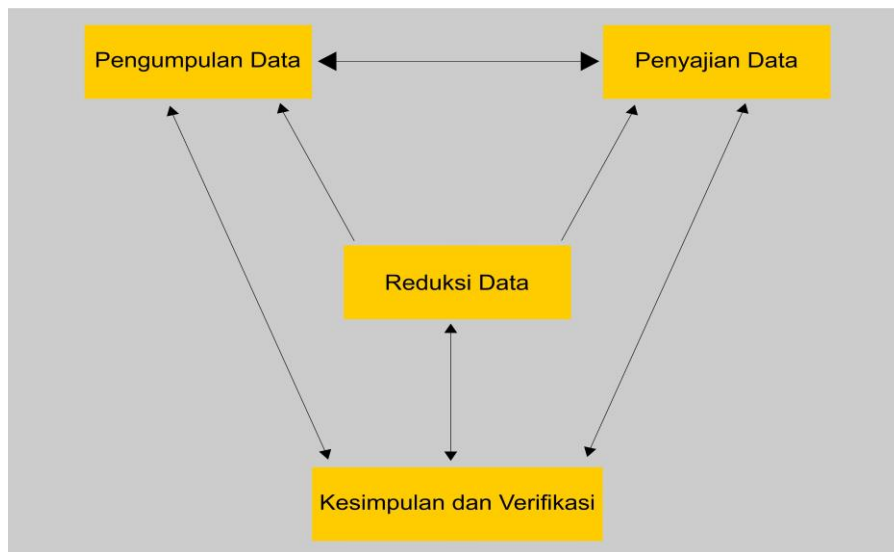 Pengumpulan Data
Penyajian Data
Reduksi Data
Kesimpulan dan Verifikasi